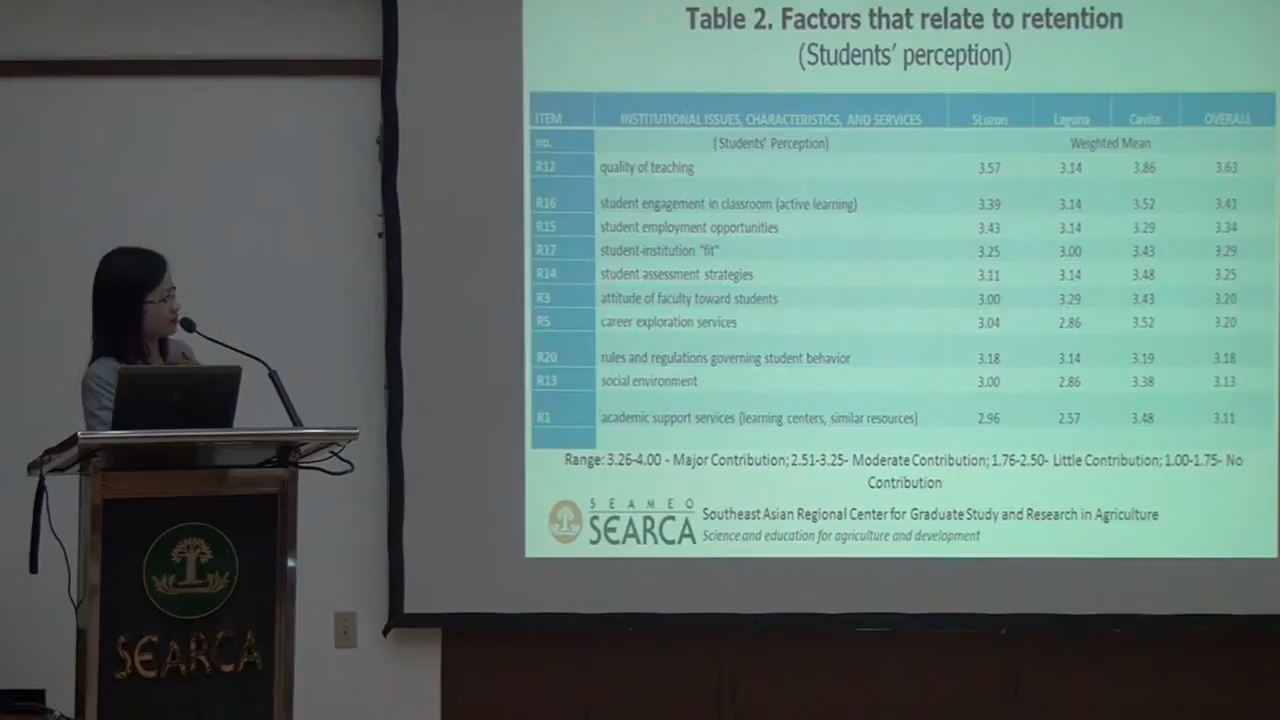 Table 2. Factors that relate to retention
(Students' perception)
ITEM INSTITUTIONAL ISSUES, CHARACTERISTICS, AND SERVICES SLuzon Laguna Cavite OVERALL
no. (Students' Perception) Weighted Mean
R12 quality of teaching 3.57 3.14 3.86 3.63
R16 student engagement in classroom (active learning) 3.39 3.14 3.52 3.41
R15 student employment opportunities 3.43 3.14 3.29 3.34
R17 student-institution "fit" 3.25 3.00 3.43 3.29
R14 student assessment strategies 3.11 3.14 3.48 3.25
R3 attitude of faculty toward students 3.00 3.29 3.43 3.20
R5 career exploration services 3.04 2.86 3.52 3.20
R20 rules and regulations governing student behavior 3.18 3.14 3.19 3.18
R13 social environment 3.00 2.86 3.38 3.13
R1 academic support services (learning centers, similar resources) 2.96 2.57 3.48 3.11
Range: 3.26-4.00 - Major Contribution; 2.51-3.25- Moderate Contribution; 1.76-2.50- Little Contribution; 1.00-1.75- No
Contribution
SEAMEO
SEARCA
Southeast Asian Regional Center for Graduate Study and Research in Agriculture
Science and education for agriculture and development
SEARCA